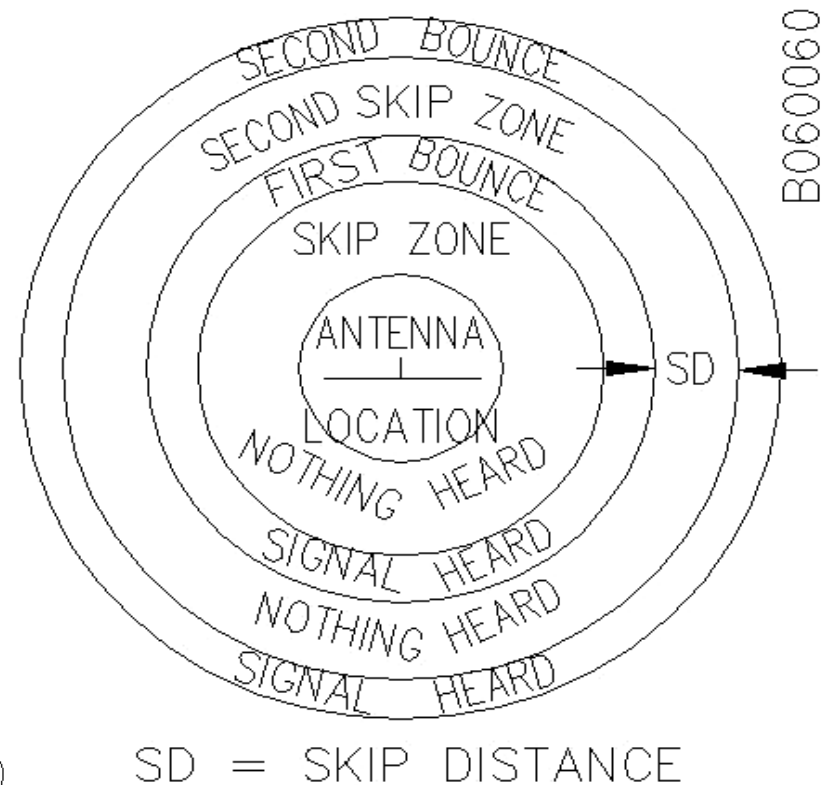 SECOND BOUNCE
SECOND SKIP ZONE
FIRST BOUNCE
SKIP ZONE
ANTENNA
LOCATION
NOTHING HEARD
SIGNAL HEARD
NOTHING HEARD
SIGNAL HEARD
SD
B060060
SD = SKIP DISTANCE